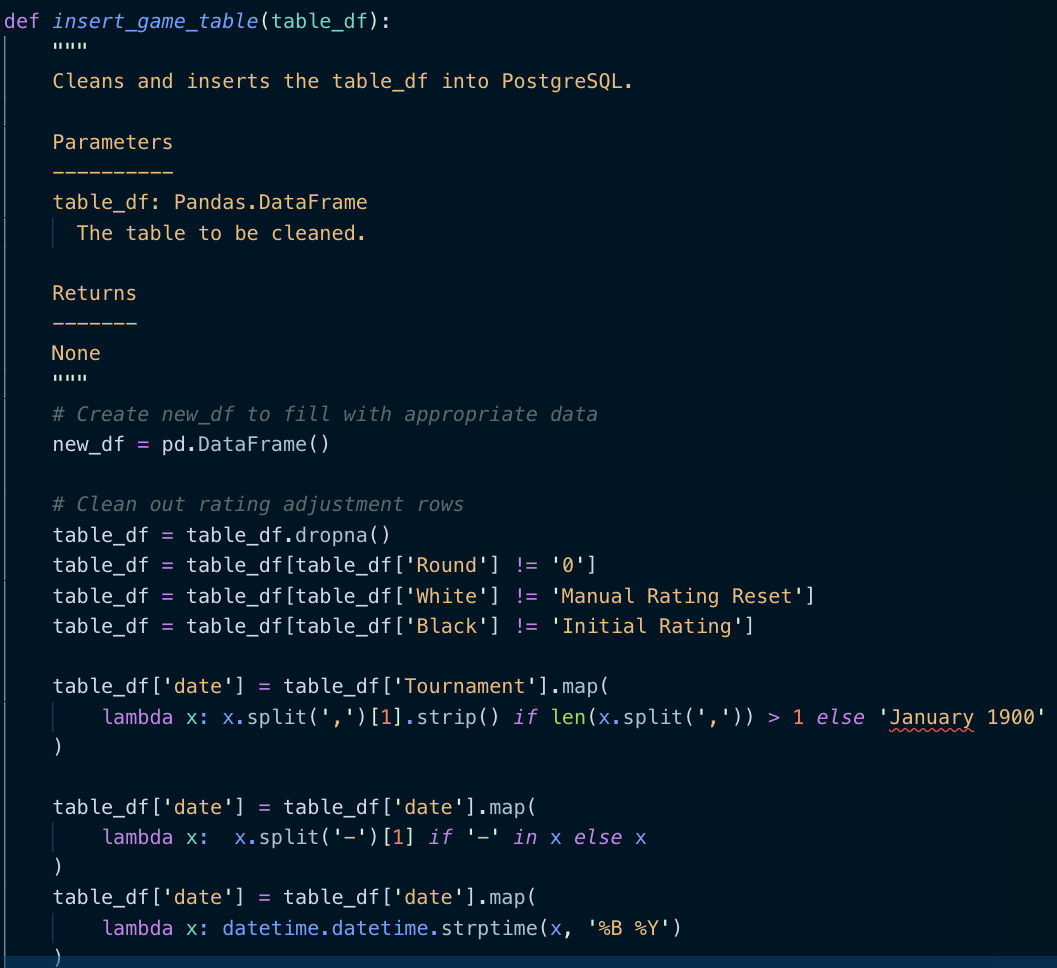 def insert_game_table(table_df):
    """
    Cleans and inserts the table_df into PostgreSQL.

    Parameters
    ----------
    table_df: Pandas.DataFrame
      The table to be cleaned.

    Returns
    -------
    None
    """
    # Create new_df to fill with appropriate data
    new_df = pd.DataFrame()

    # Clean out rating adjustment rows
    table_df = table_df.dropna()
    table_df = table_df[table_df['Round'] != '0']
    table_df = table_df[table_df['White'] != 'Manual Rating Reset']
    table_df = table_df[table_df['Black'] != 'Initial Rating']

    table_df['date'] = table_df['Tournament'].map(
        lambda x: x.split(',')[1].strip() if len(x.split(',')) > 1 else 'January 1900'
    )

    table_df['date'] = table_df['date'].map(
        lambda x:  x.split('-')[1] if '-' in x else x
    )
    table_df['date'] = table_df['date'].map(
        lambda x: datetime.datetime.strptime(x, '%B %Y')
    )